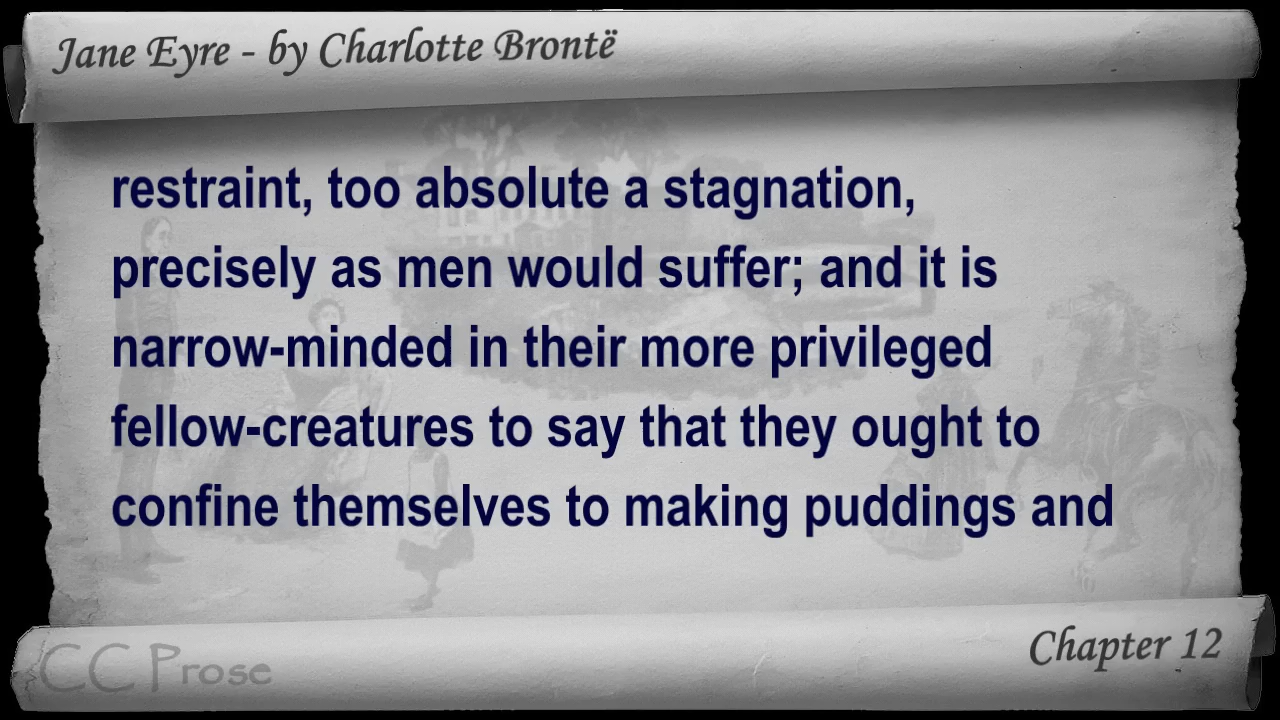 Jane Eyre - by Charlotte Brontë
restraint, too absolute a stagnation,
precisely as men would suffer; and it is
narrow-minded in their more privileged
fellow-creatures to say that they ought to
confine themselves to making puddings and
Chapter 12
CC Prose